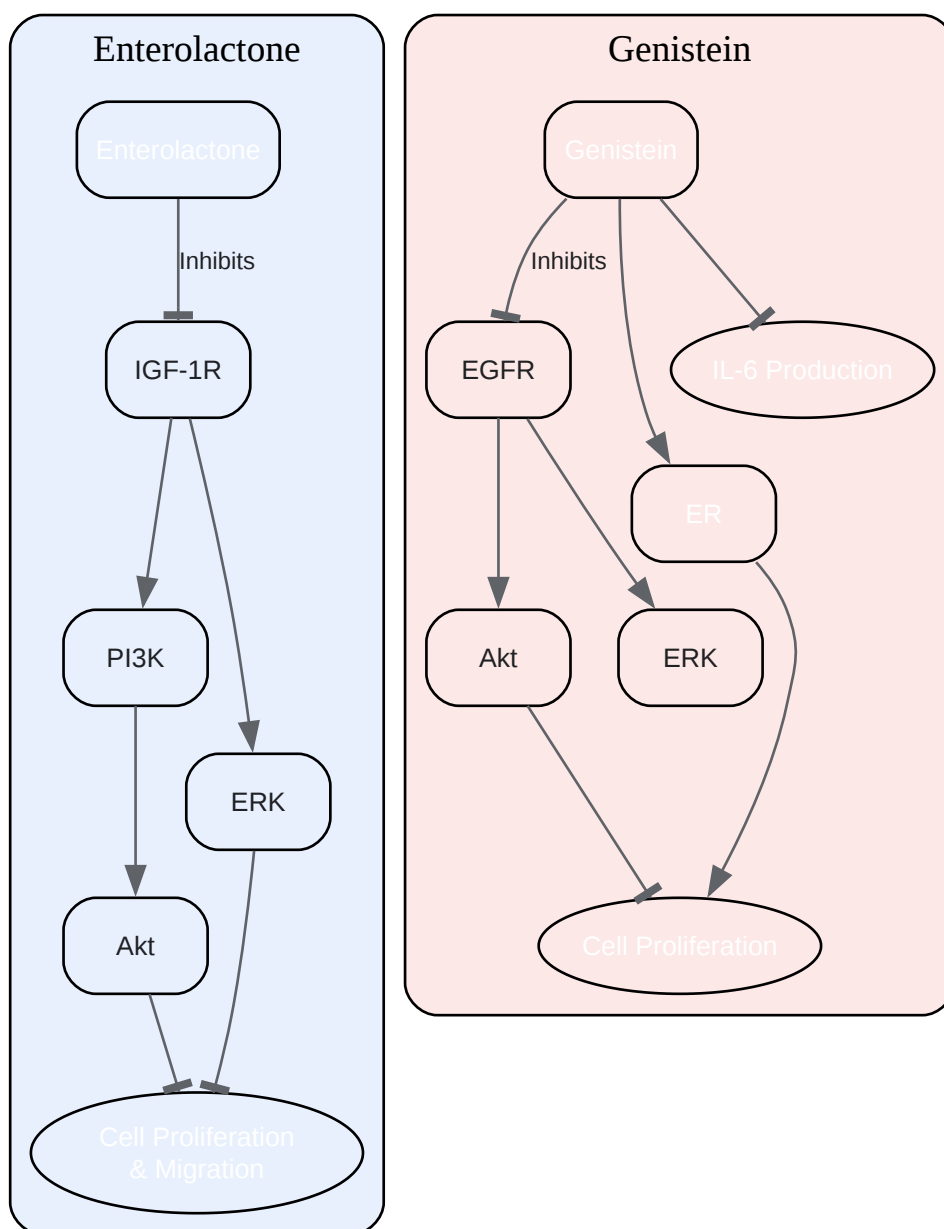 Enterolactone
Enterolactone
Inhibits
IGF-1R
PI3K
ERK
Akt
Cell Proliferation
& Migration
Genistein
Genistein
Inhibits
EGFR
IL-6 Production
ER
Akt
ERK
Cell Proliferation